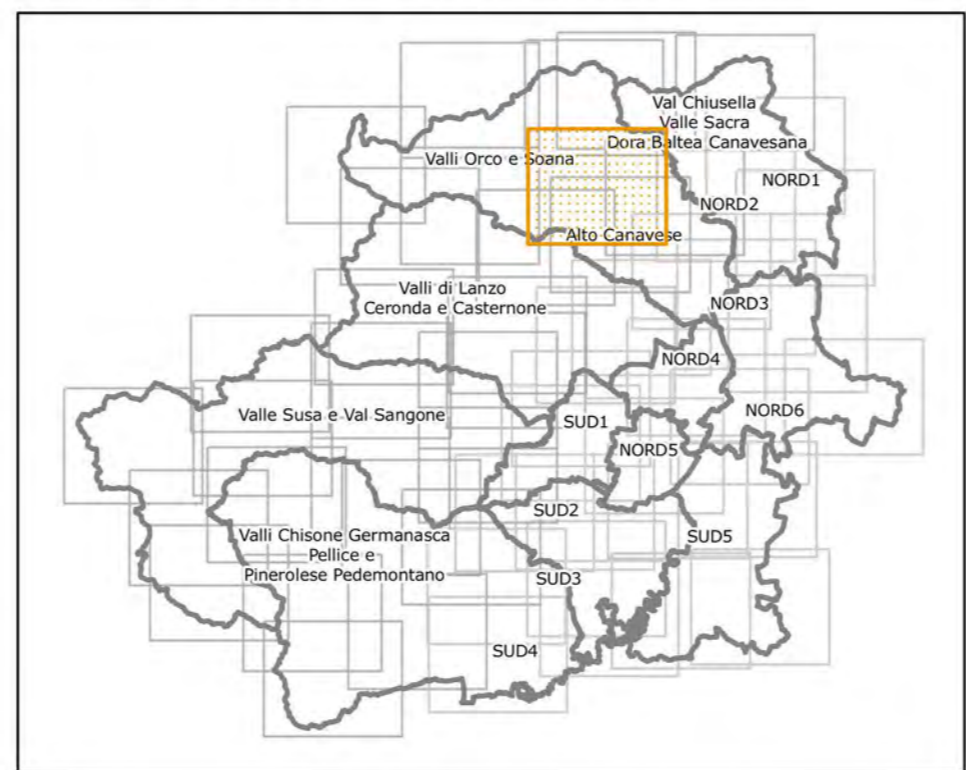 Val Chiusella
Valle Sacra
Dora Baltea Canavesana
Valli Orco e Soana
NORD1
NORD2
Alto Canavese
Valli di Lanzo
Ceronda e Casternone
NORD3
NORD4
Valle Susa e Val Sangone
SUD1
NORD6
NORD5
SUD2
SUD5
Valli Chisone Germanasca
Pellice e
Pinerolese Pedemontano
SUD3
SUD4